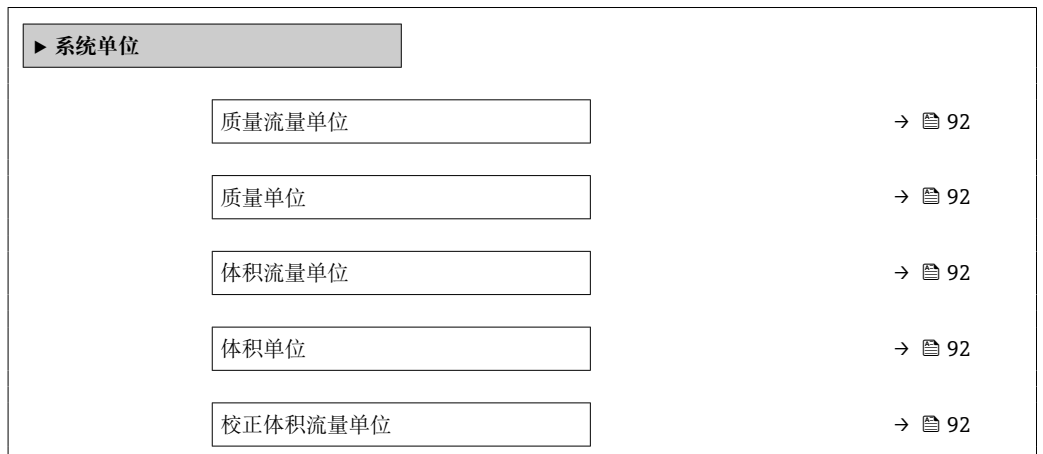 ▶ 系统单位
质量流量单位 → 🖺 92
质量单位 → 🖺 92
体积流量单位 → 🖺 92
体积单位 → 🖺 92
校正体积流量单位 → 🖺 92